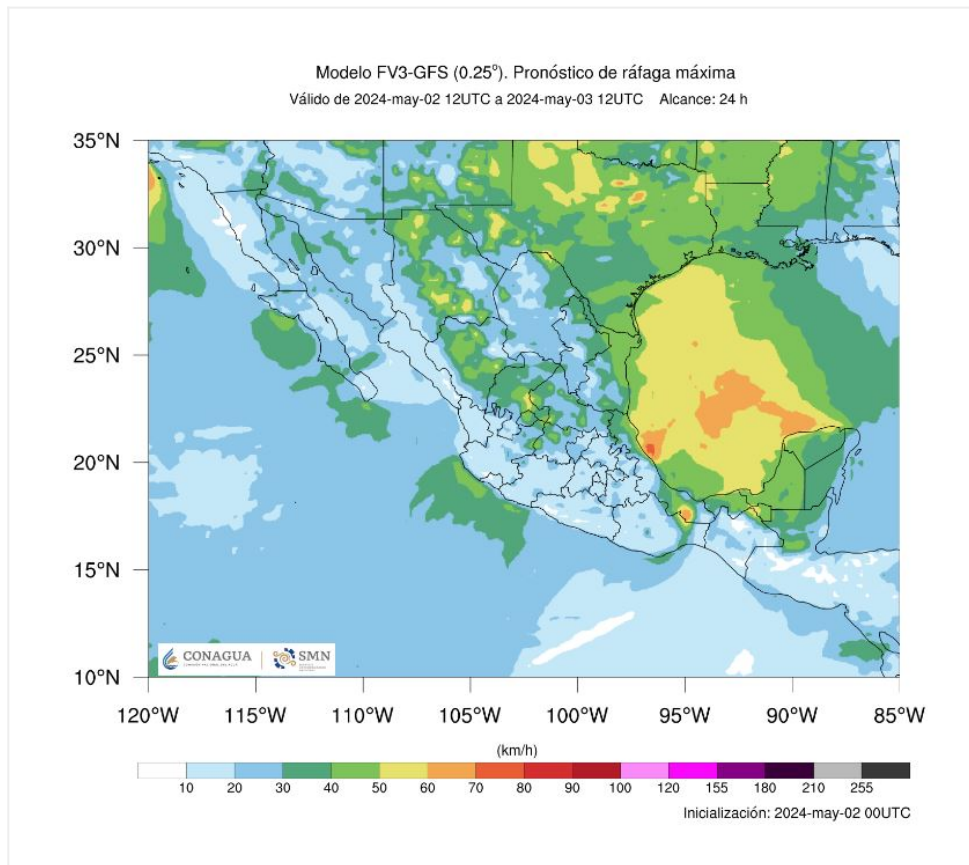 Modelo FV3-GFS (0.25°). Pronóstico de ráfaga máxima
Válido de 2024-may-02 12UTC a 2024-may-03 12UTC Alcance: 24 h
35°N
30°N
25°N
20°N
15°N
10°N
CONAGUA
SMN
120°W 115°W 110°W 105°W 100°W 95°W 90°W 85°W
(km/h)
10 20 30 40 50 60 70 80 90 100 120 155 180 210 255
Inicialización: 2024-may-02 00UTC